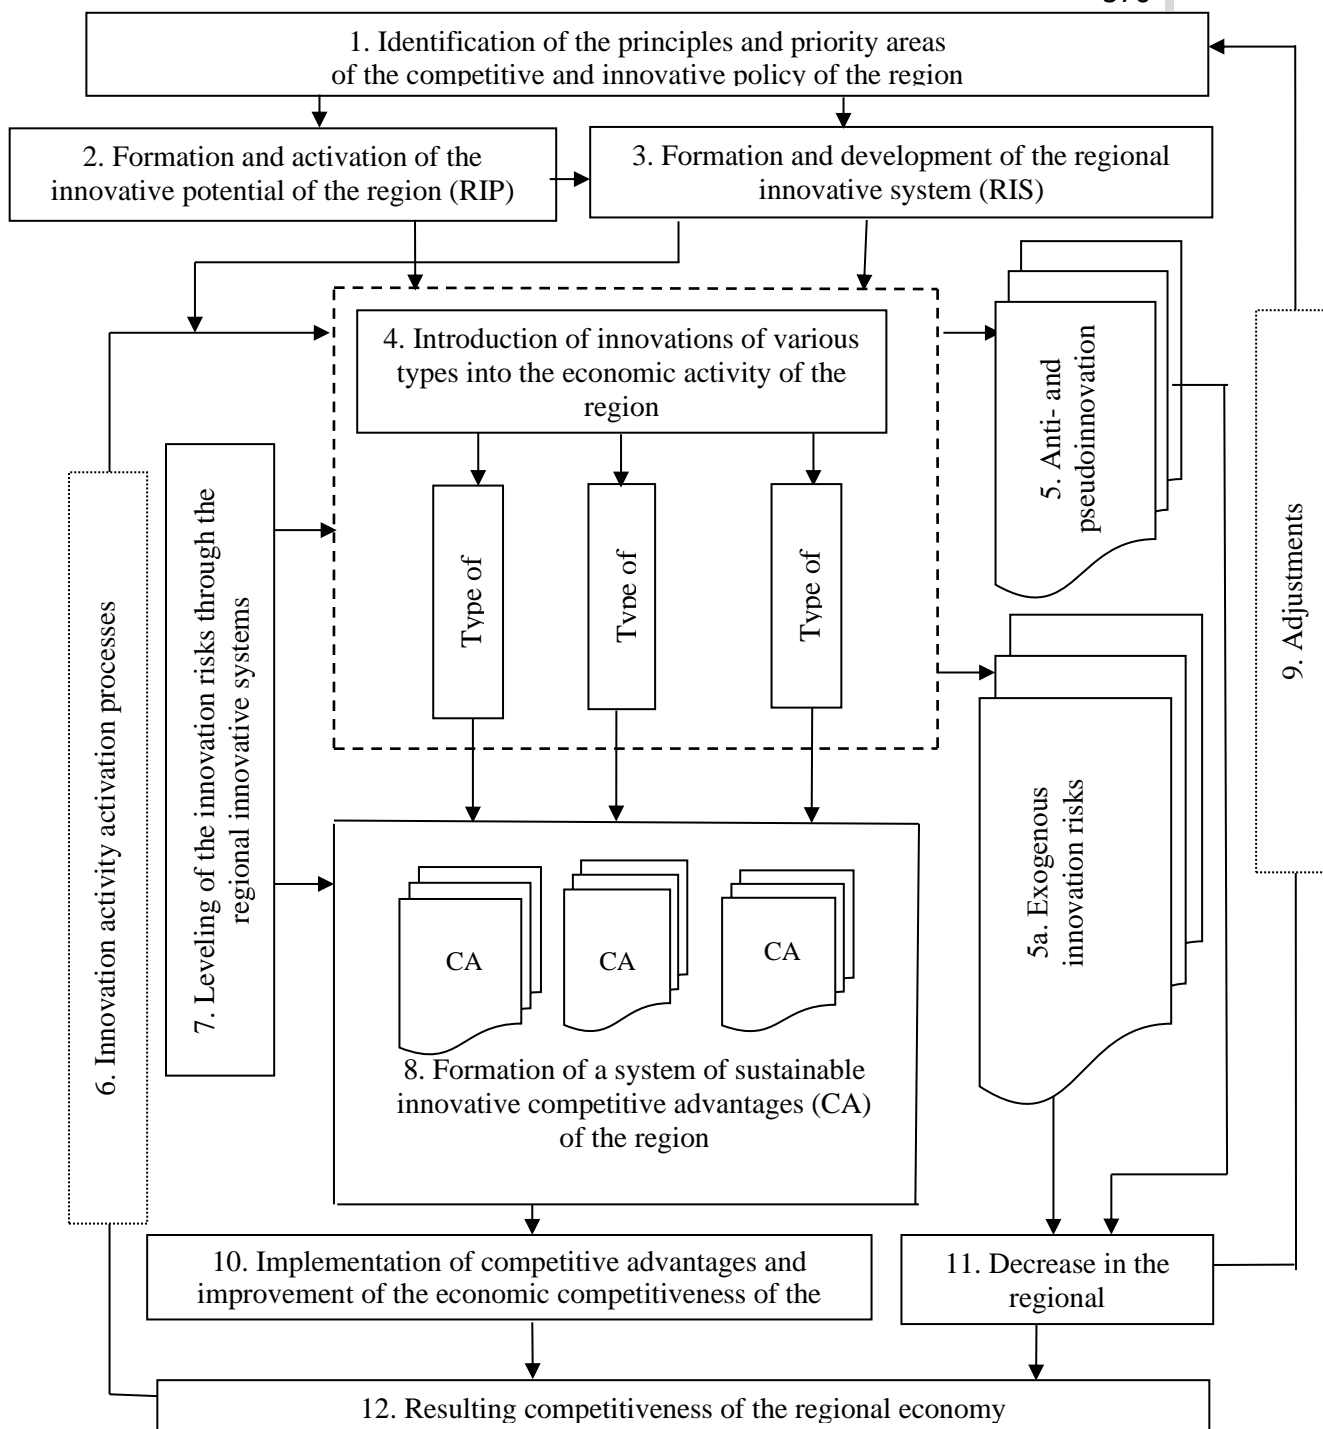 1. Identification of the principles and priority areas
of the competitive and innovative policy of the region
2. Formation and activation of the
innovative potential of the region (RIP)
3. Formation and development of the regional
innovative system (RIS)
4. Introduction of innovations of various
types into the economic activity of the
region
Type of
Type of
Type of
5. Anti- and
pseudoinnovation
5a. Exogenous
innovation risks
6. Innovation activity activation processes
7. Leveling of the innovation risks through the
regional innovative systems
CA
CA
CA
8. Formation of a system of sustainable
innovative competitive advantages (CA)
of the region
9. Adjustments
10. Implementation of competitive advantages and
improvement of the economic competitiveness of the
11. Decrease in the
regional
12. Resulting competitiveness of the regional economy